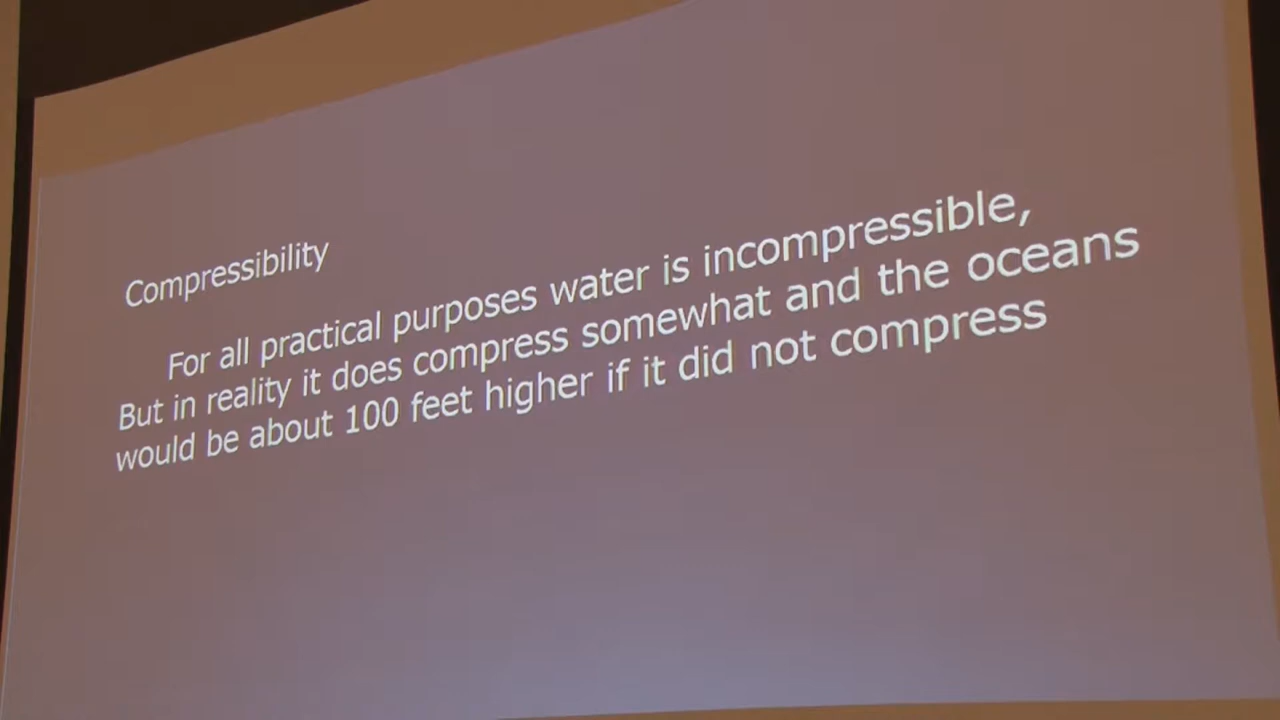 Compressibility
For all practical purposes water is incompressible,
But in reality it does compress somewhat and the oceans
would be about 100 feet higher if it did not compress